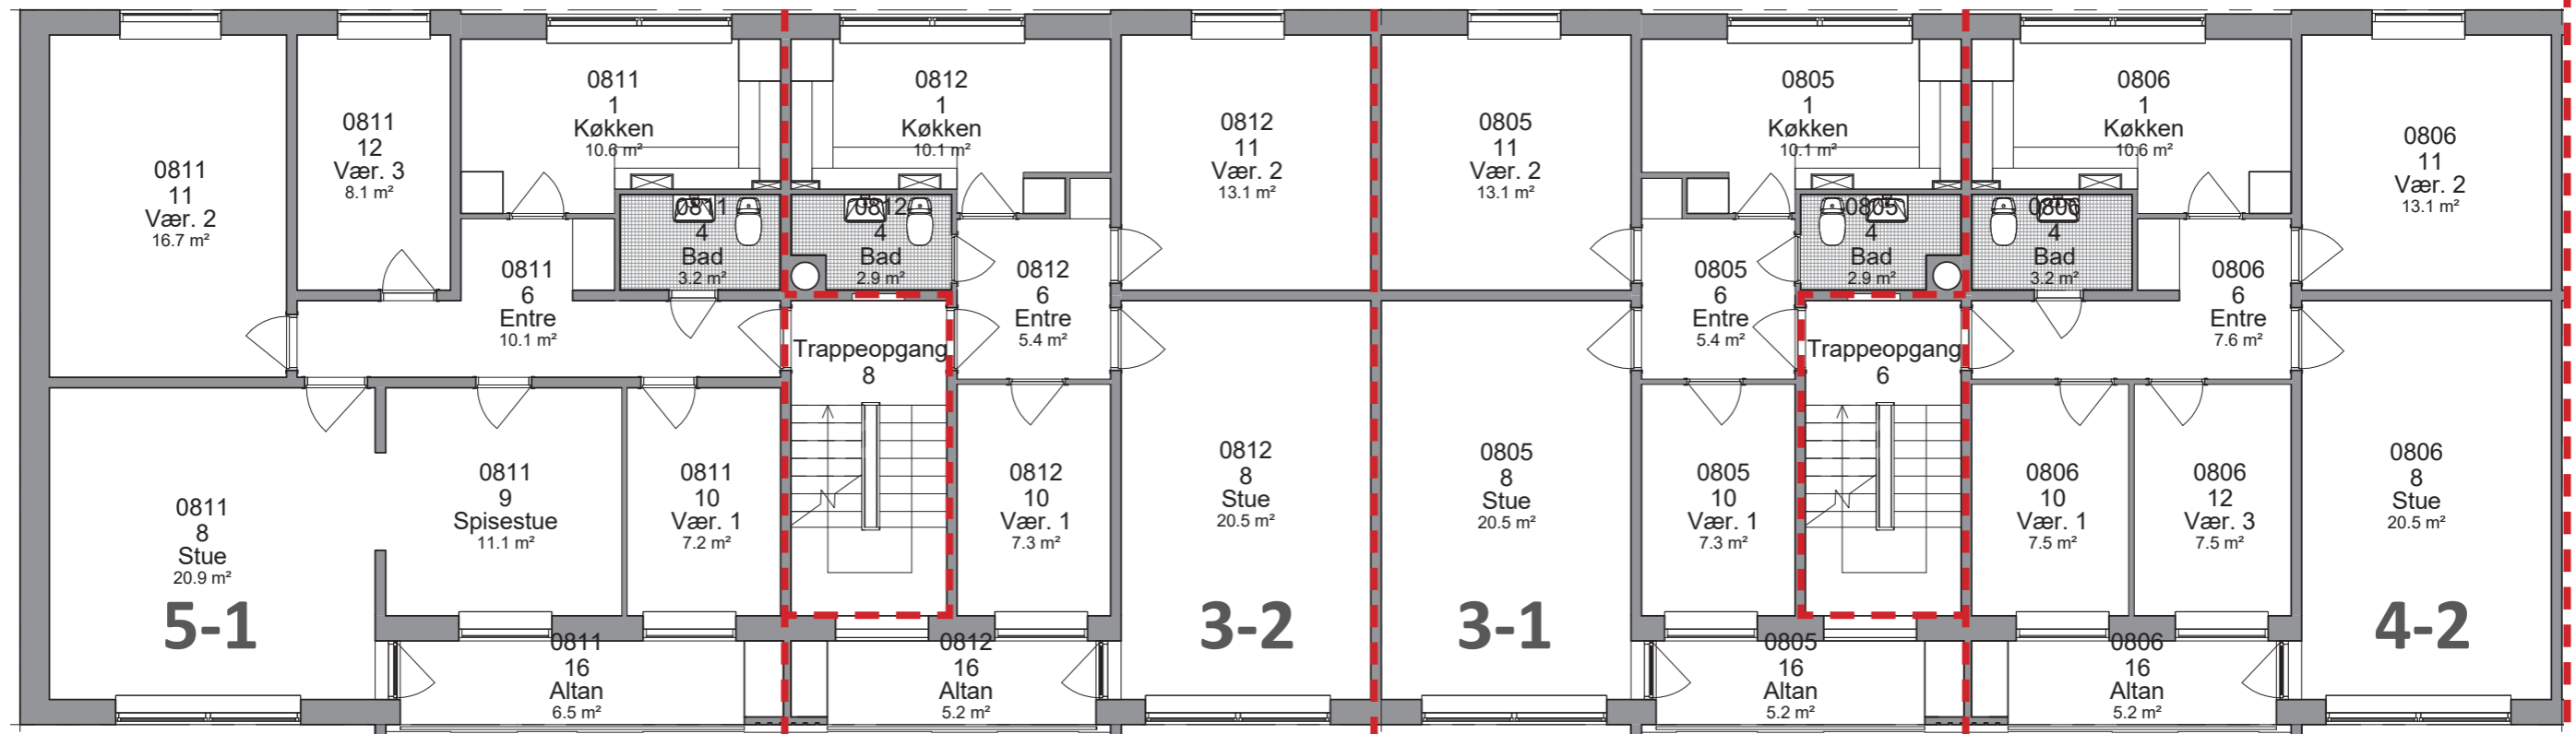 0811
11
Vær. 2
16.7 m²
0811
12
Vær. 3
8.1 m²
0811
1
Køkken
10.6 m²
0812
1
Køkken
10.1 m²
0812
11
Vær. 2
13.1 m²
0805
11
Vær. 2
13.1 m²
0805
1
Køkken
10.1 m²
0806
1
Køkken
10.6 m²
0806
11
Vær. 2
13.1 m²
0811
4
Bad
3.2 m²
0812
4
Bad
2.9 m²
0805
4
Bad
2.9 m²
0806
4
Bad
3.2 m²
0811
6
Entre
10.1 m²
Trappeopgang
8
0812
6
Entre
5.4 m²
0805
6
Entre
5.4 m²
Trappeopgang
6
0806
6
Entre
7.6 m²
0811
8
Stue
20.9 m²
5-1
0811
9
Spisestue
11.1 m²
0811
10
Vær. 1
7.2 m²
0812
10
Vær. 1
7.3 m²
0812
8
Stue
20.5 m²
3-2
0805
8
Stue
20.5 m²
3-1
0805
10
Vær. 1
7.3 m²
0806
10
Vær. 1
7.5 m²
0806
12
Vær. 3
7.5 m²
0806
8
Stue
20.5 m²
4-2
0811
16
Altan
6.5 m²
0812
16
Altan
5.2 m²
0805
16
Altan
5.2 m²
0806
16
Altan
5.2 m²